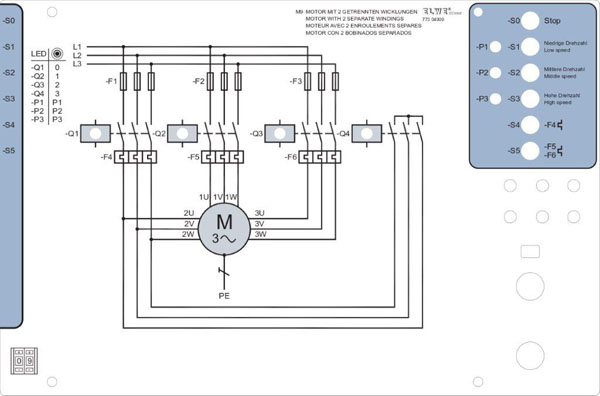 -S0
-S1
-S2
-S3
-S4
-S5
LED
-Q1 0
-Q2 1
-Q3 2
-Q4 3
-P1 P1
-P2 P2
-P3 P3
M9 MOTOR MIT 2 GETRENNTEN WICKLUNGEN
MOTOR WITH 2 SEPARATE WINDINGS
MOTEUR AVEC 2 ENROULEMENTS SEPARES
MOTOR CON 2 BOBINADOS SEPARADOS
L1
L2
L3
-F1
-F2
-F3
-Q1
-Q2
-Q3
-Q4
-F4
-F5
-F6
1U 1V 1W
2U
2V
2W
M
3~
3U
3V
3W
PE
-S0 Stop
-P1 -S1 Niedrige Drehzahl
Low speed
-P2 -S2 Mittlere Drehzahl
Middle speed
-P3 -S3 Hohe Drehzahl
High speed
-S4 -F4
-S5 -F5
-F6
0 9